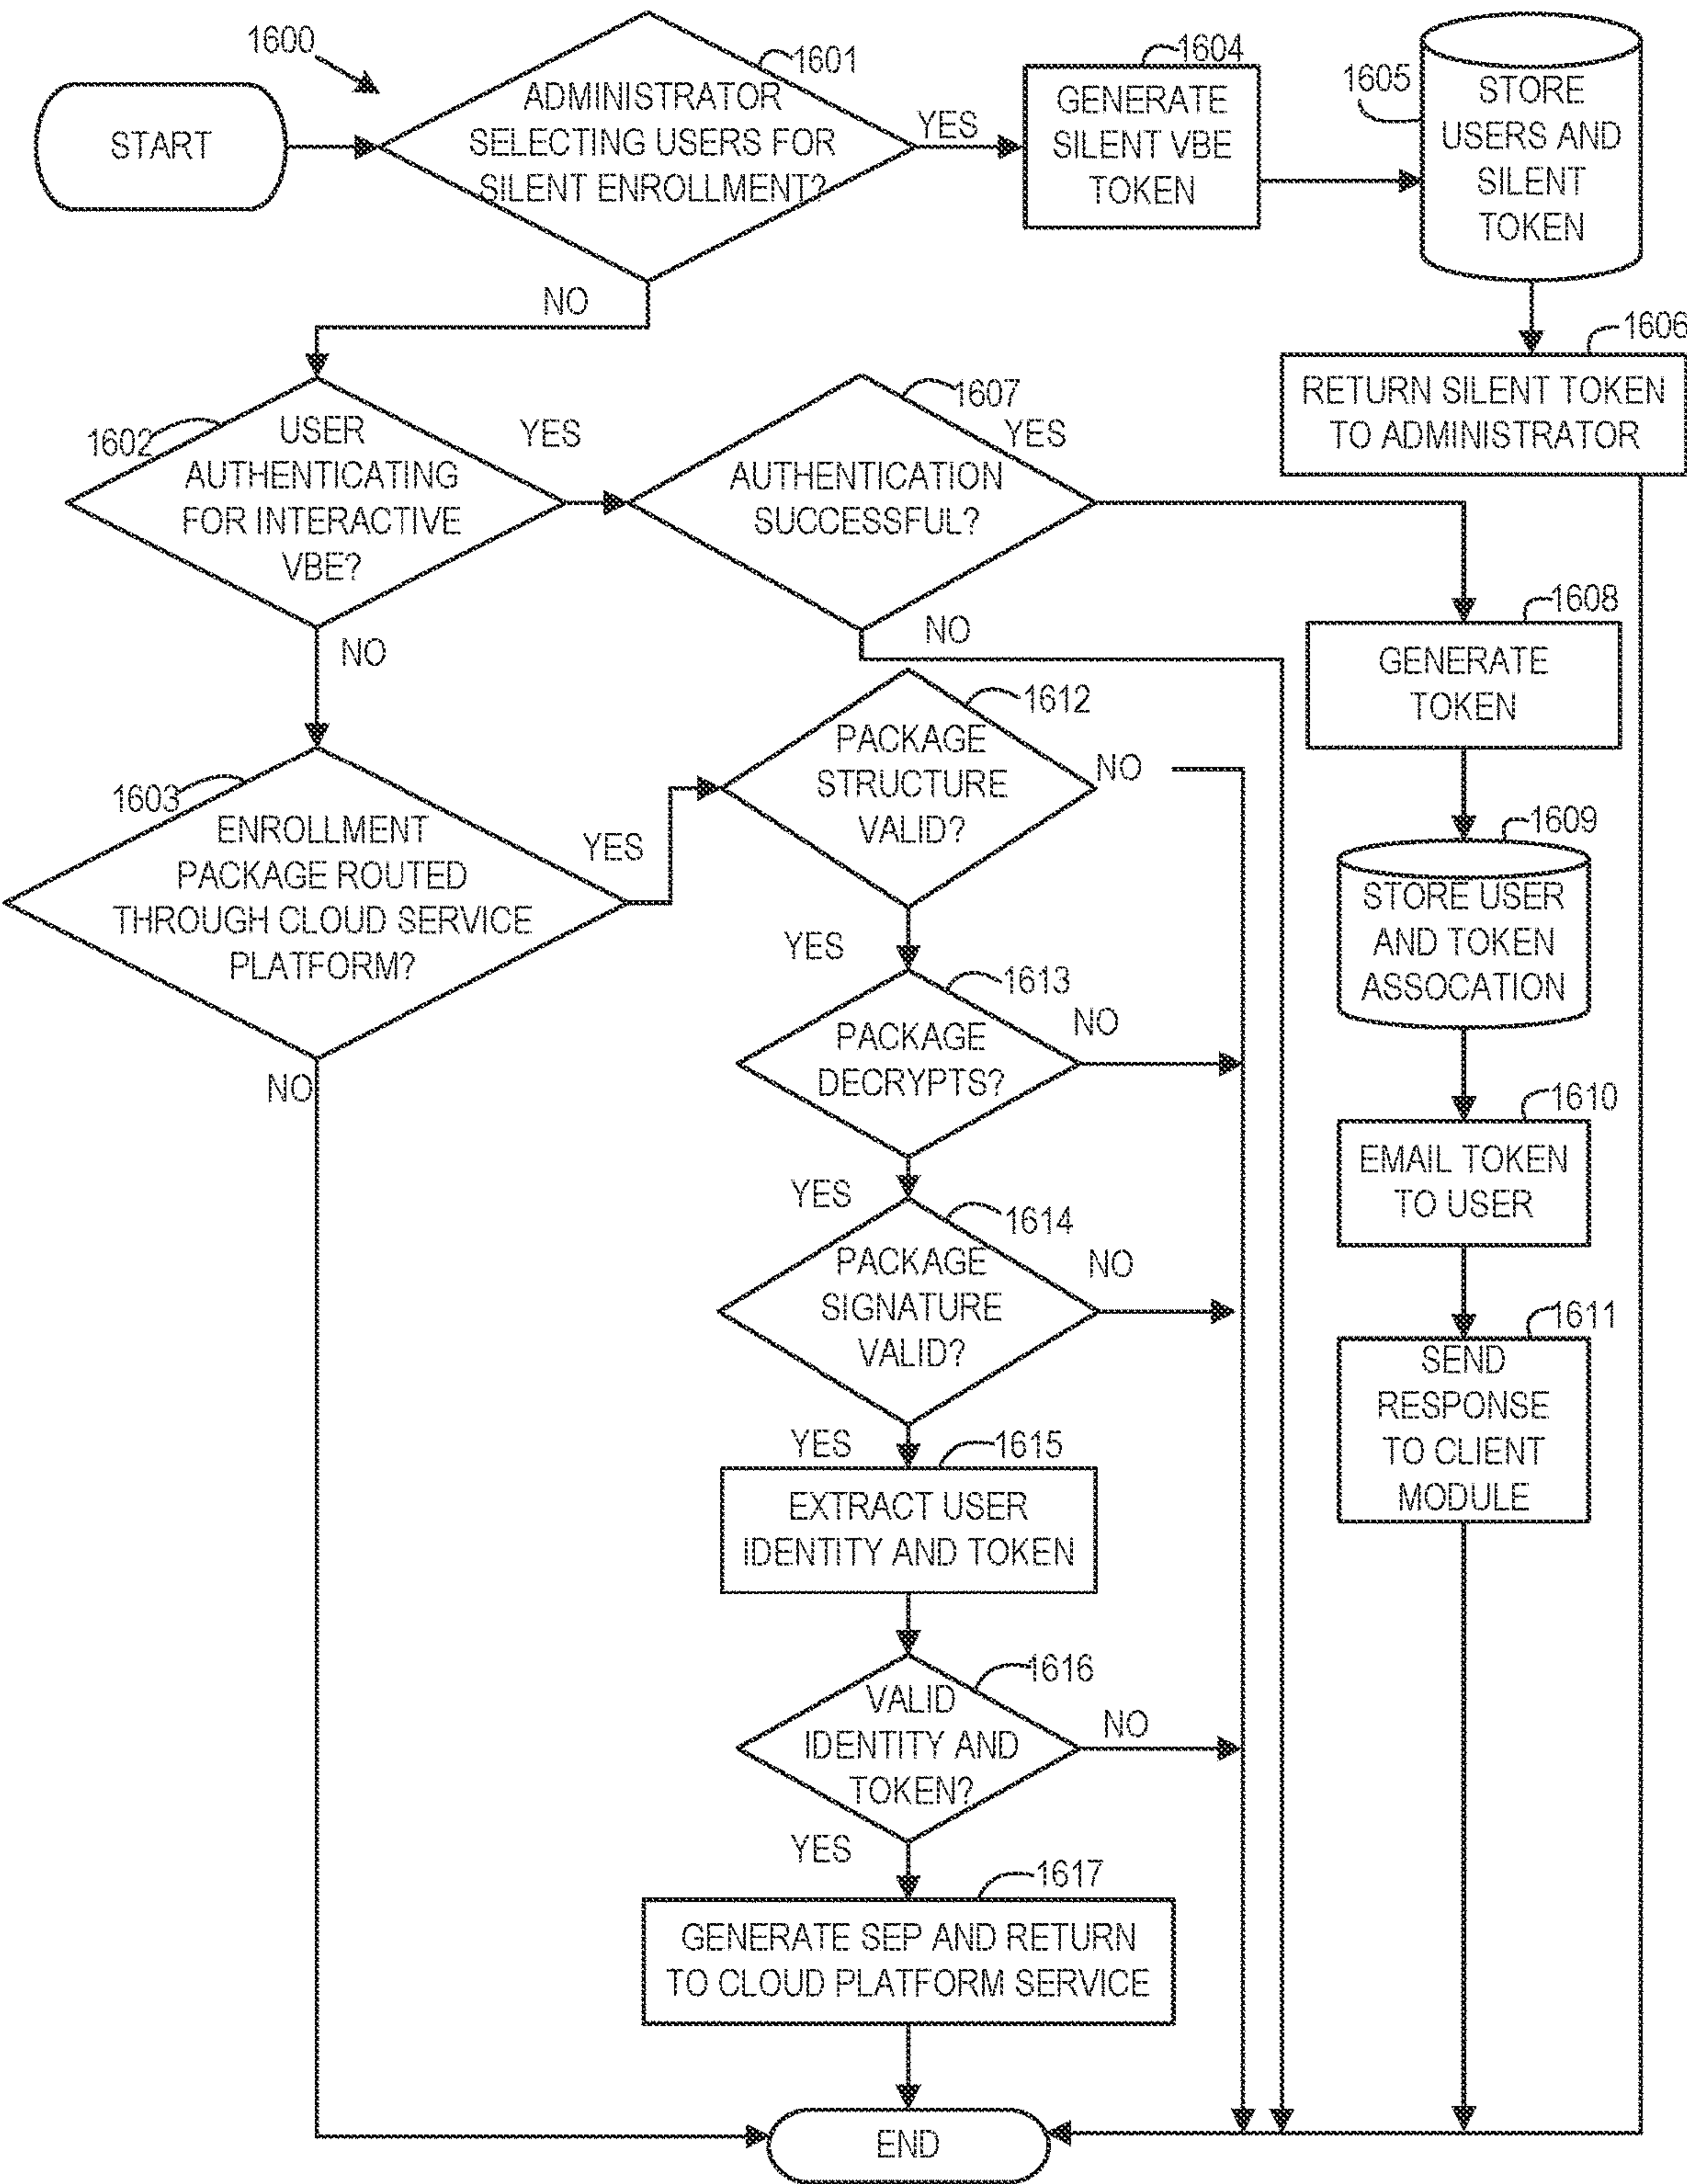 1600
START
1601
ADMINISTRATOR
SELECTING USERS FOR
SILENT ENROLLMENT?
YES
NO
1604
GENERATE
SILENT VBE
TOKEN
1605
STORE
USERS AND
SILENT
TOKEN
1606
RETURN SILENT TOKEN
TO ADMINISTRATOR
1602
USER
AUTHENTICATING
FOR INTERACTIVE
VBE?
YES
NO
1607
YES
AUTHENTICATION
SUCCESSFUL?
NO
1608
GENERATE
TOKEN
1609
STORE USER
AND TOKEN
ASSOCATION
1610
EMAIL TOKEN
TO USER
1611
SEND
RESPONSE
TO CLIENT
MODULE
1603
ENROLLMENT
PACKAGE ROUTED
THROUGH CLOUD SERVICE
PLATFORM?
YES
NO
1612
PACKAGE
STRUCTURE
VALID?
NO
YES
1613
PACKAGE
DECRYPTS?
NO
YES
1614
PACKAGE
SIGNATURE
VALID?
NO
YES
1615
EXTRACT USER
IDENTITY AND TOKEN
1616
VALID
IDENTITY AND
TOKEN?
NO
YES
1617
GENERATE SEP AND RETURN
TO CLOUD PLATFORM SERVICE
END